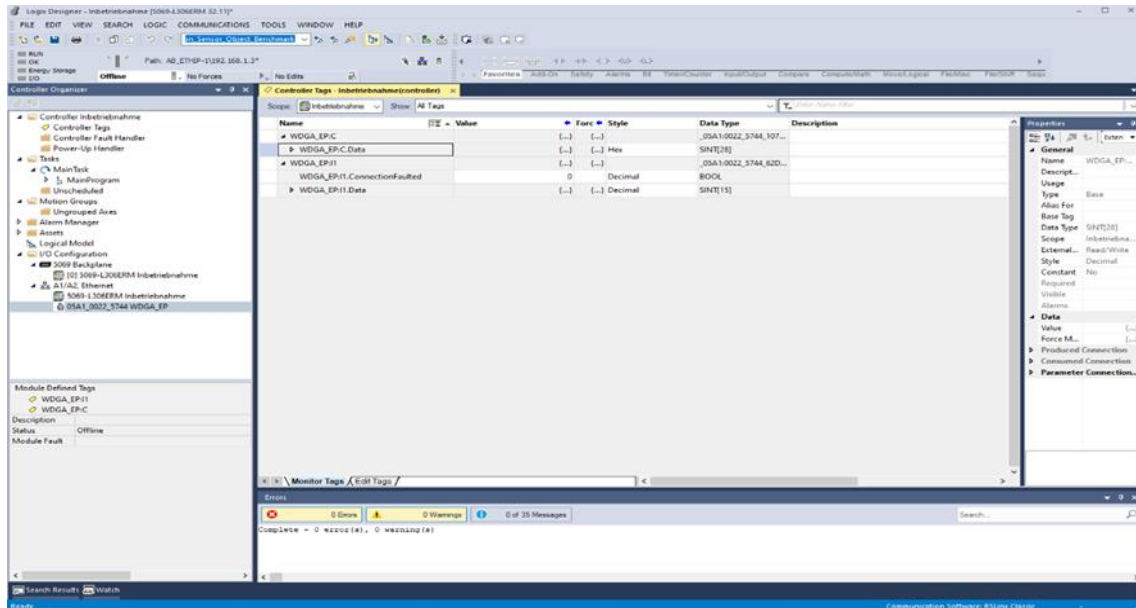 Logix Designer - Inbetriebnahme [5069-L306ERM 32.11]*
FILE EDIT VIEW SEARCH LOGIC COMMUNICATIONS TOOLS WINDOW HELP
RUN
OK
Energy Storage
I/O
Offline
No Forces
No Edits
Path: AB_ETHIP-1\192.168.1.3*
Favorites Add-On Safety Alarms Bit Timer/Counter Input/Output Compare Compute/Math Move/Logical File/Misc. File/Shift
Controller Organizer
Controller Inbetriebnahme
Controller Tags
Controller Fault Handler
Power-Up Handler
Tasks
MainTask
MainProgram
Unscheduled
Motion Groups
Ungrouped Axes
Alarm Manager
Assets
Logical Model
I/O Configuration
5069 Backplane
[0] 5069-L306ERM Inbetriebnahme
A1/A2, Ethernet
5069-L306ERM Inbetriebnahme
05A1_0022_5744 WDGA_EP
Module Defined Tags
WDGA_EP:I1
WDGA_EP:C
Description
Status Offline
Module Fault
Controller Tags - Inbetriebnahme(controller)
Scope: Inbetriebnahme Show: All Tags
Enter Name Filter
Name Value Forc Style Data Type Description
WDGA_EP:C {...} {...} _05A1:0022_5744_107...
WDGA_EP:C.Data {...} {...} Hex SINT[28]
WDGA_EP:I1 {...} {...} _05A1:0022_5744_62D...
WDGA_EP:I1.ConnectionFaulted 0 Decimal BOOL
WDGA_EP:I1.Data {...} {...} Decimal SINT[15]
Monitor Tags Edit Tags
Properties
Exten
General
Name WDGA_EP:...
Descript...
Usage
Type Base
Alias For
Base Tag
Data Type SINT[28]
Scope Inbetriebna...
External... Read/Write
Style Decimal
Constant No
Required
Visible
Alarms
Data
Value {...
Force M... {...
Produced Connection
Consumed Connection
Parameter Connection...
Errors
0 Errors 0 Warnings 0 of 35 Messages
Search...
Complete - 0 error(s), 0 warning(s)
Search Results Watch
Ready
Communication Software: RSLinx Classic